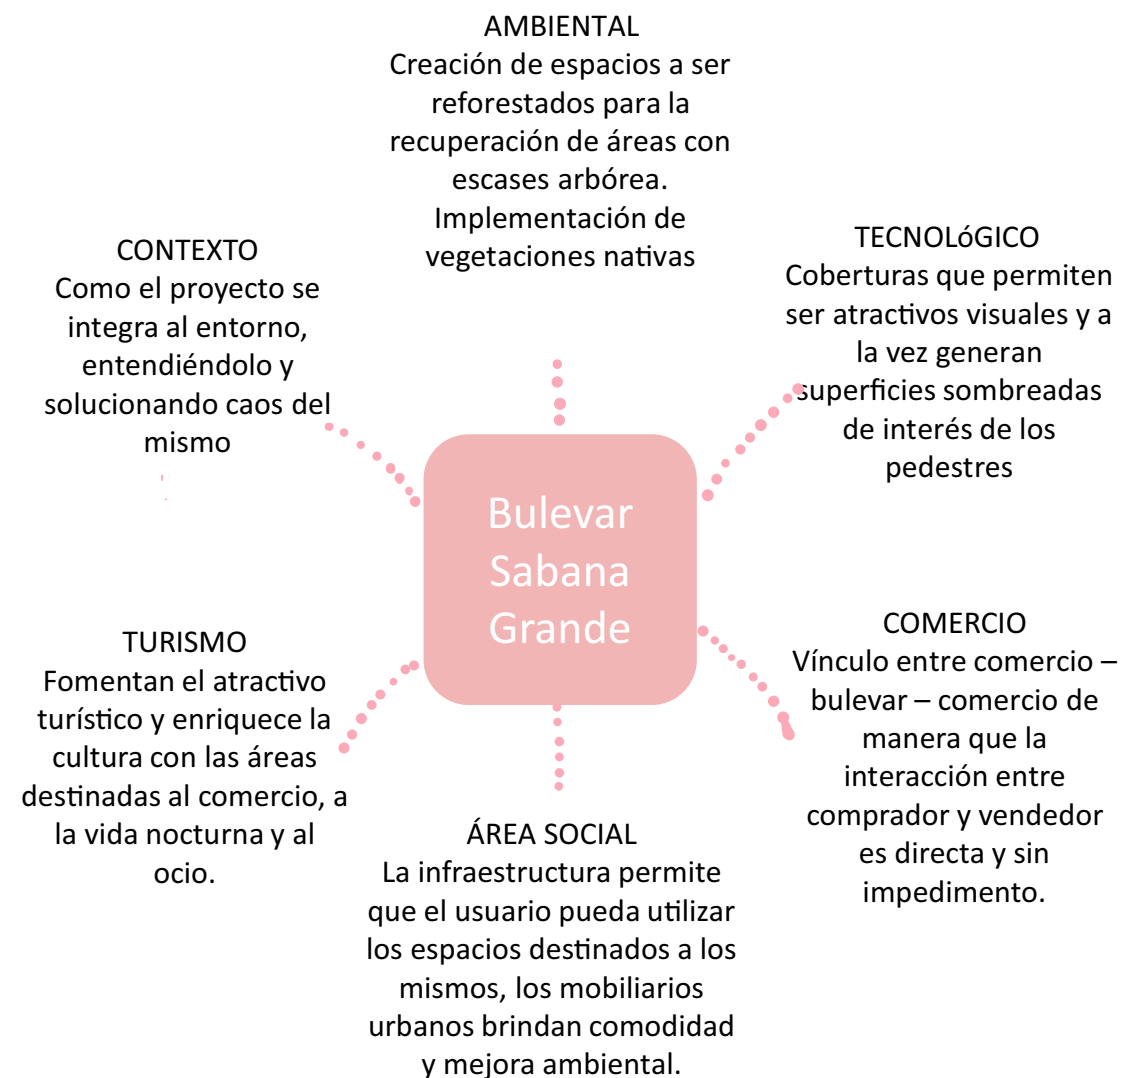 AMBIENTAL
Creación de espacios a ser
reforestados para la
recuperación de áreas con
escases arbórea.
Implementación de
vegetaciones nativas
CONTEXTO
Como el proyecto se
integra al entorno,
entendiéndolo y
solucionando caos del
mismo
TECNOLóGICO
Coberturas que permiten
ser atractivos visuales y a
la vez generan
superficies sombreadas
de interés de los
pedestres
Bulevar
Sabana
Grande
TURISMO
Fomentan el atractivo
turístico y enriquece la
cultura con las áreas
destinadas al comercio, a
la vida nocturna y al
ocio.
COMERCIO
Vínculo entre comercio –
bulevar – comercio de
manera que la
interacción entre
comprador y vendedor
es directa y sin
impedimento.
ÁREA SOCIAL
La infraestructura permite
que el usuario pueda utilizar
los espacios destinados a los
mismos, los mobiliarios
urbanos brindan comodidad
y mejora ambiental.